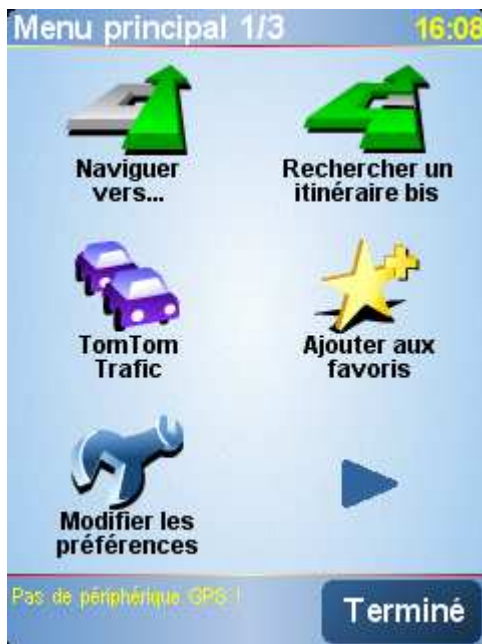 Menu principal 1/3 16:08
Naviguer
vers...
Rechercher un
itinéraire bis
TomTom
Trafic
Ajouter aux
favoris
Modifier les
préférences
Pas de périphérique GPS !
Terminé